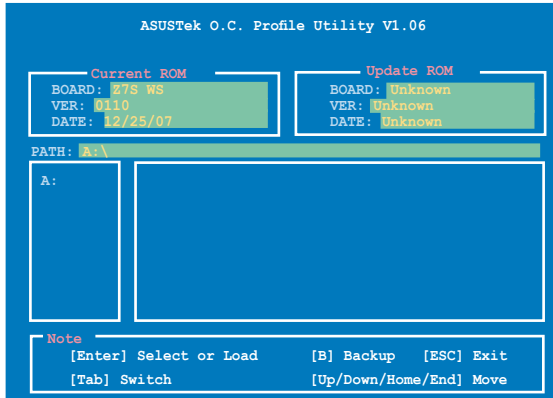 ASUSTek O.C. Profile Utility V1.06
Current ROM
BOARD: Z7S WS
VER: 0110
DATE: 12/25/07
Update ROM
BOARD: Unknown
VER: Unknown
DATE: Unknown
PATH: A:\
A:
Note
[Enter] Select or Load [B] Backup [ESC] Exit
[Tab] Switch [Up/Down/Home/End] Move